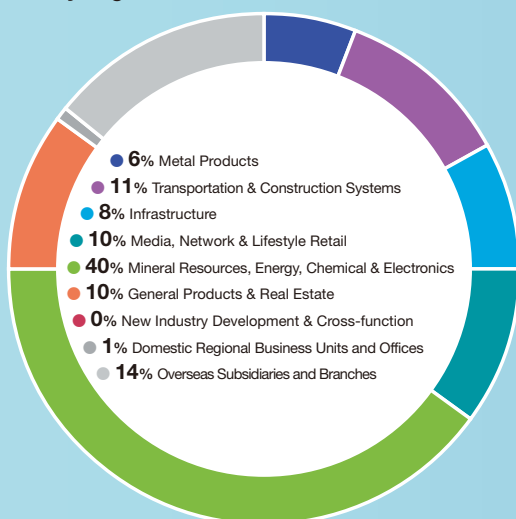 6% Metal Products
11% Transportation & Construction Systems
8% Infrastructure
10% Media, Network & Lifestyle Retail
40% Mineral Resources, Energy, Chemical & Electronics
10% General Products & Real Estate
0% New Industry Development & Cross-function
1% Domestic Regional Business Units and Offices
14% Overseas Subsidiaries and Branches